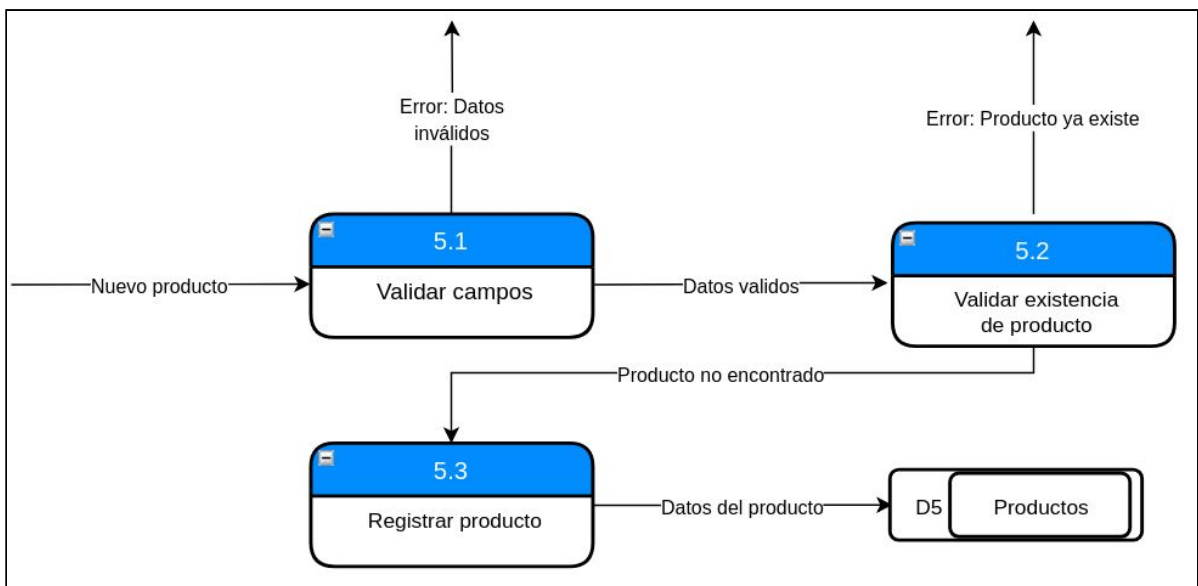 Error: Datos
inválidos
Error: Producto ya existe
5.1
Validar campos
5.2
Validar existencia
de producto
Nuevo producto
Datos validos
Producto no encontrado
5.3
Registrar producto
Datos del producto
D5
Productos